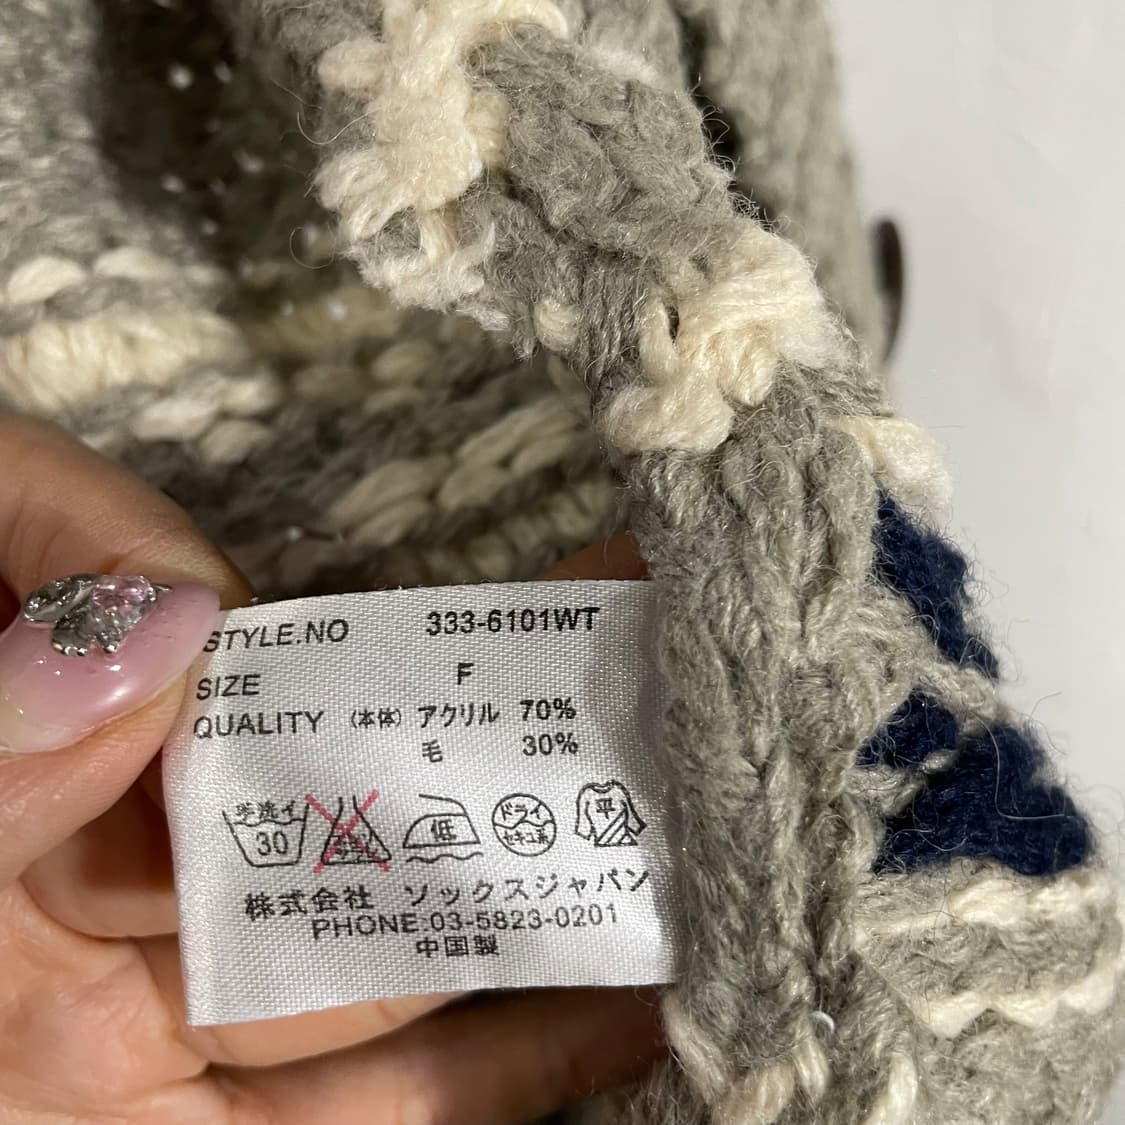 STYLE.NO 333-6101WT
SIZE F
QUALITY (本体) アクリル 70%
毛 30%
手洗イ
30
低
ドライ
セキユ系
平
株式会社 ソックスジャパン
PHONE:03-5823-0201
中国製